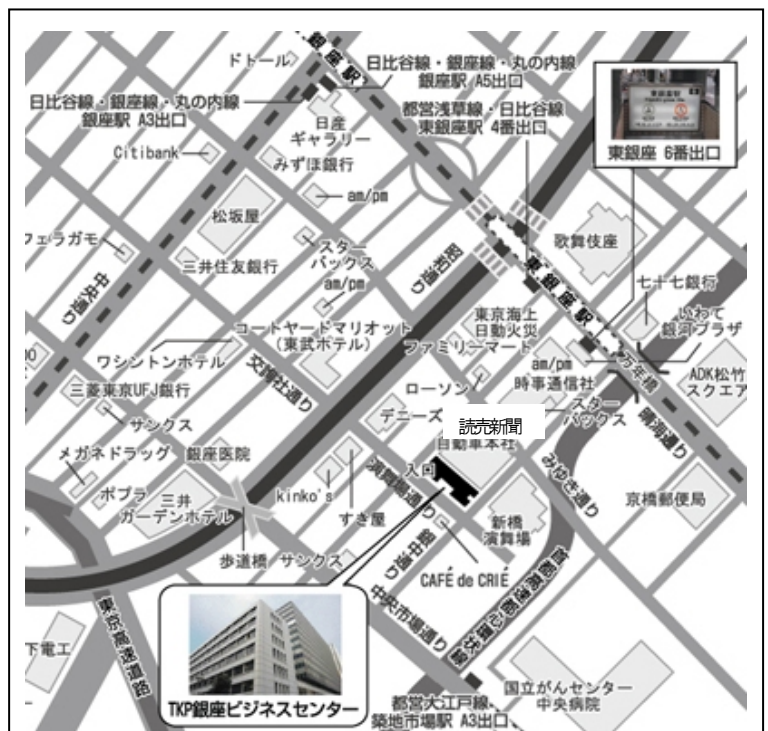 ドトール
銀座駅
日比谷線・銀座線・丸の内線
銀座駅 A5出口
日比谷線・銀座線・丸の内線
銀座駅 A3出口
都営浅草線・日比谷線
東銀座駅 4番出口
東銀座 6番出口
日産
ギャラリー
Citibank
みずほ銀行
am/pm
松坂屋
歌舞伎座
フェラガモ
スター
バックス
三井住友銀行
昭和通り
東銀座駅
七十七銀行
am/pm
中央通り
いわて
銀河プラザ
東京海上
日動火災
コートヤードマリオット
(東武ホテル)
ファミリーマート
ワシントンホテル
am/pm
万年橋
交詢社通り
ADK松竹
スクエア
ローソン
時事通信社
三菱東京UFJ銀行
デニーズ
スター
バックス
晴海通り
サンクス
読売新聞
自動車本社
メガネドラッグ
銀座医院
入口
演舞場通り
みゆき通り
ポプラ
三井
ガーデンホテル
kinko's
すき屋
京橋郵便局
新橋
演舞場
銀中通り
歩道橋
サンクス
CAFÉ de CRIÉ
首都高速都心環状線
中央市場通り
東京高速道路
下電工
国立がんセンター
中央病院
TKP銀座ビジネスセンター
都営大江戸線
築地市場駅 A3出口